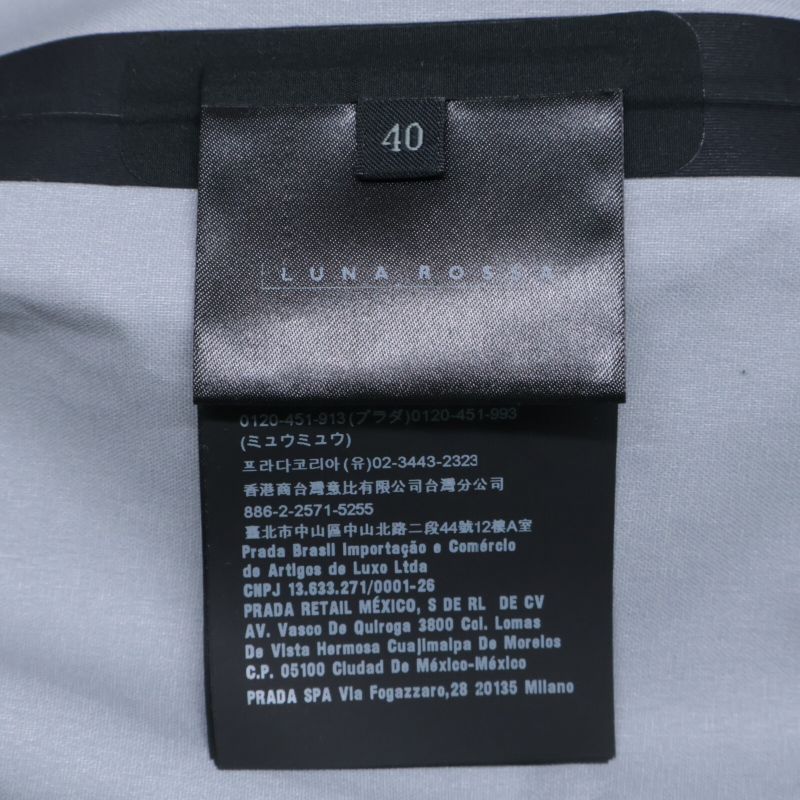 40
LUNA ROSSA
0120-451-913(プラダ)0120-451-993
(ミュウミュウ)
프라다코리아(유)02-3443-2323
香港商台灣意比有限公司台灣分公司
886-2-2571-5255
臺北市中山區中山北路二段44號12樓A室
Prada Brasil Importação e Comércio
de Artigos de Luxo Ltda
CNPJ 13.633.271/0001-26
PRADA RETAIL MÉXICO, S DE RL DE CV
AV. Vasco De Quiroga 3800 Col. Lomas
De Vista Hermosa Cuajimalpa De Morelos
C.P. 05100 Ciudad De México-México
PRADA SPA Via Fogazzaro,28 20135 Milano